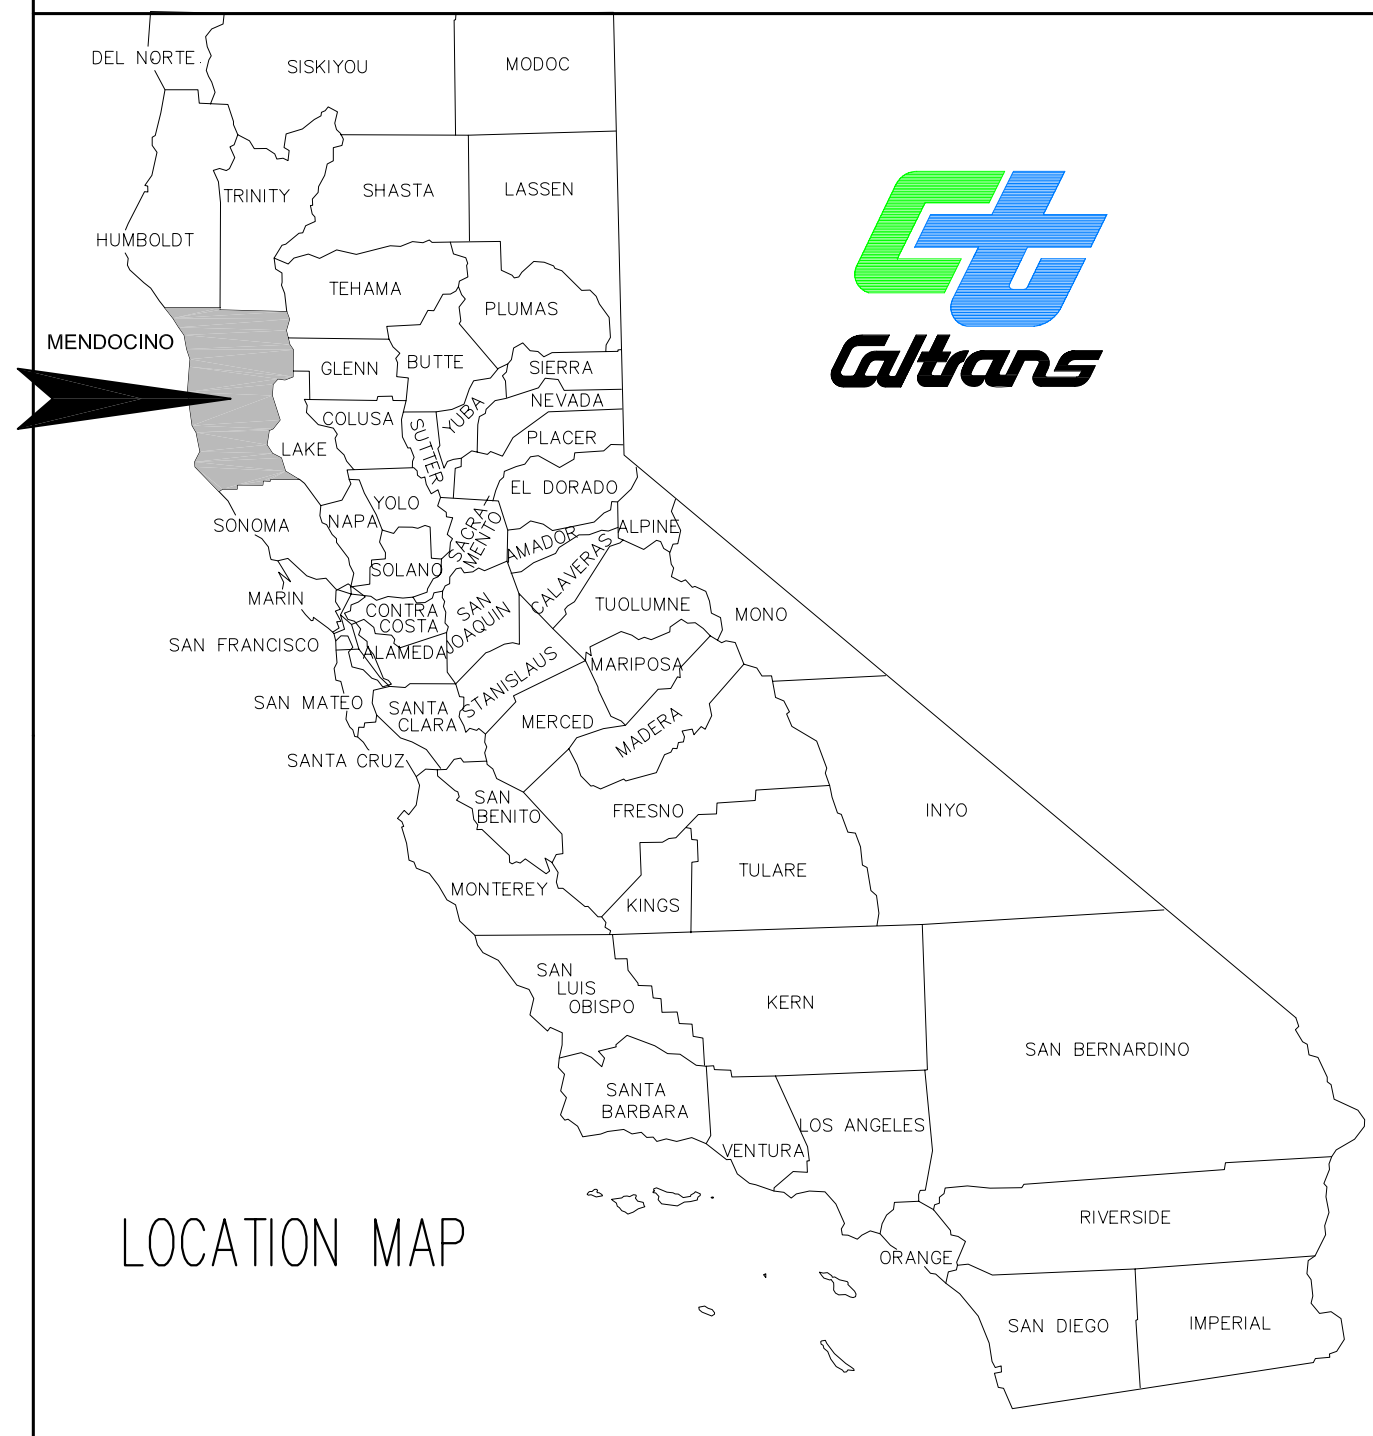 DEL NORTE
SISKIYOU
MODOC
TRINITY
SHASTA
LASSEN
HUMBOLDT
TEHAMA
PLUMAS
MENDOCINO
GLENN
BUTTE
SIERRA
Caltrans
COLUSA
SUTTER
YUBA
NEVADA
LAKE
PLACER
YOLO
EL DORADO
SONOMA
NAPA
SACRA-
MENTO
AMADOR
ALPINE
SOLANO
CALAVERAS
MARIN
CONTRA
COSTA
SAN
JOAQUIN
TUOLUMNE
MONO
SAN FRANCISCO
ALAMEDA
STANISLAUS
MARIPOSA
SAN MATEO
SANTA
CLARA
MERCED
MADERA
SANTA CRUZ
SAN
BENITO
FRESNO
INYO
MONTEREY
KINGS
TULARE
SAN
LUIS
OBISPO
KERN
SAN BERNARDINO
SANTA
BARBARA
VENTURA
LOS ANGELES
LOCATION MAP
RIVERSIDE
ORANGE
SAN DIEGO
IMPERIAL